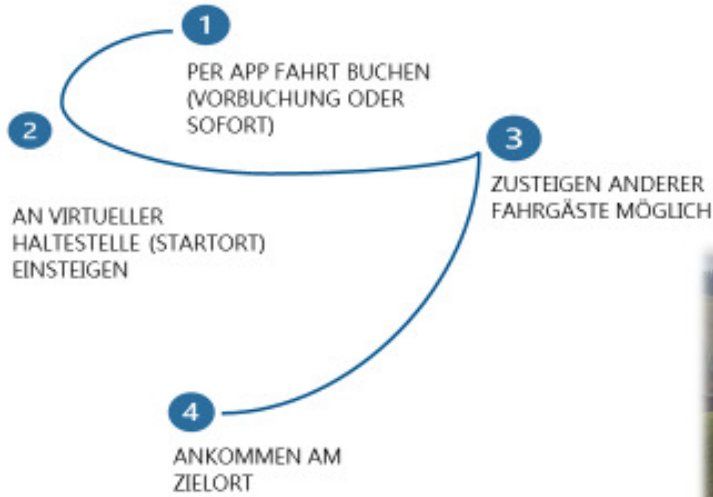 1
PER APP FAHRT BUCHEN
(VORBUCHUNG ODER
SOFORT)
2
AN VIRTUELLER
HALTESTELLE (STARTORT)
EINSTEIGEN
3
ZUSTEIGEN ANDERER
FAHRGÄSTE MÖGLICH
4
ANKOMMEN AM
ZIELORT